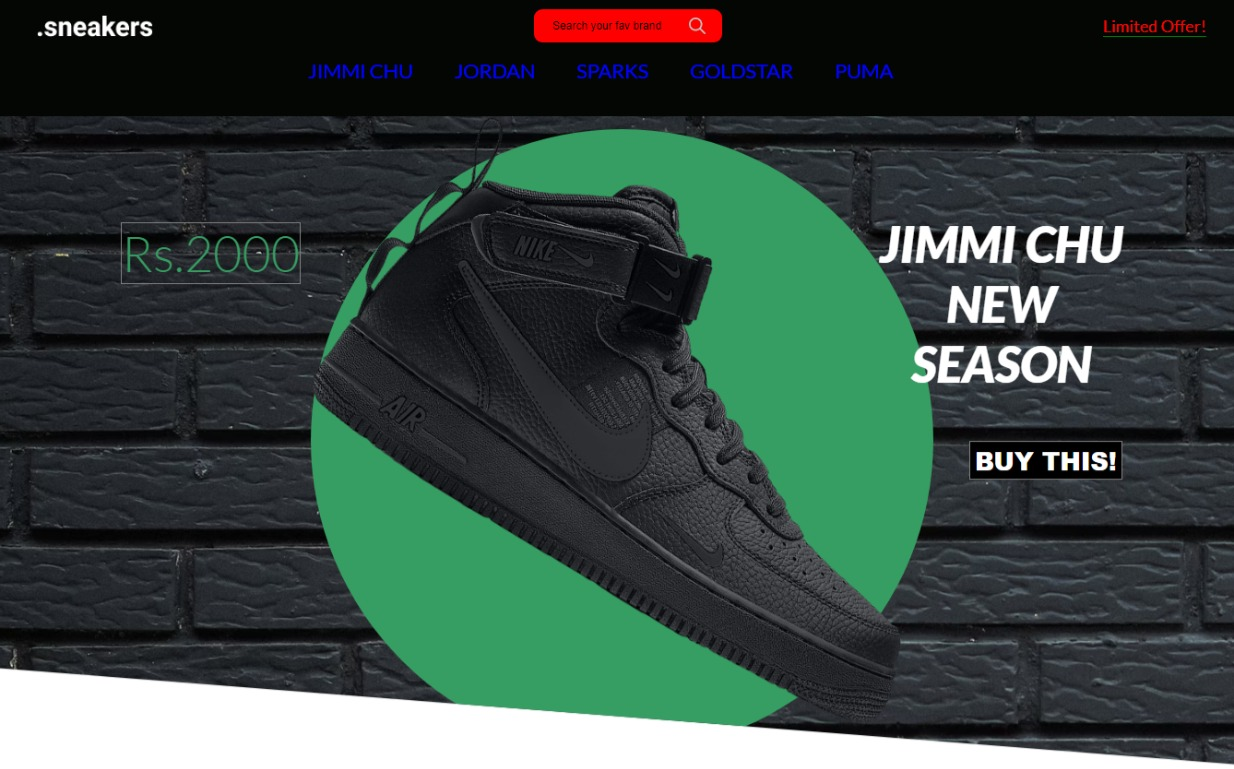 .sneakers
Search your fav brand
Limited Offer!
JIMMI CHU JORDAN SPARKS GOLDSTAR PUMA
Rs.2000
NIKE
AIR
JIMMI CHU
NEW
SEASON
BUY THIS!